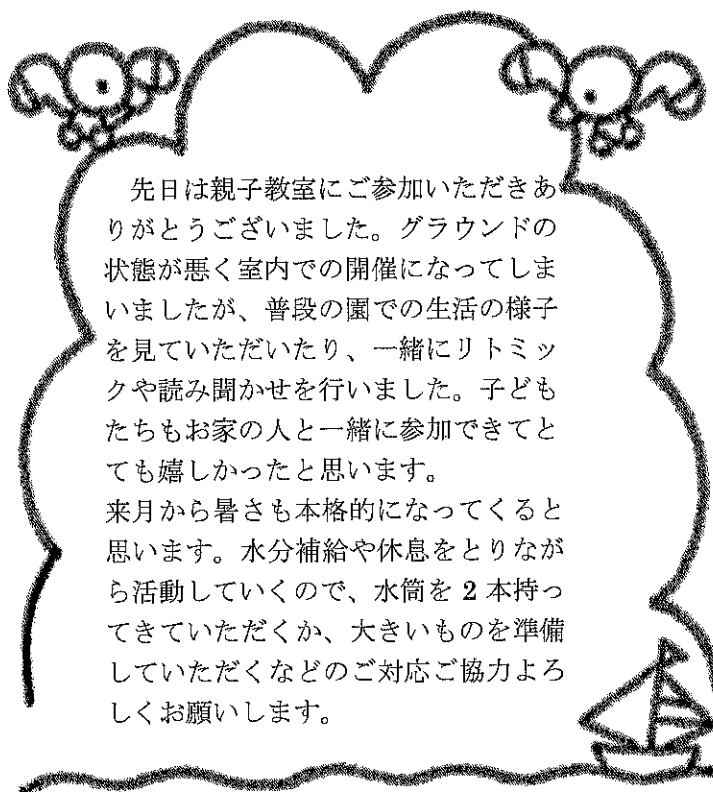 先日は親子教室にご参加いただきあ
りがとうございました。グラウンドの
状態が悪く室内での開催になってしま
いましたが、普段の園での生活の様子
を見ていただいたり、一緒にリトミッ
クや読み聞かせを行いました。子ども
たちもお家の人と一緒に参加できてと
ても嬉しかったと思います。
来月から暑さも本格的になってくると
思います。水分補給や休息をとりなが
ら活動していくので、水筒を 2 本持っ
てきていただくか、大きいものを準備
していただくなどのご対応ご協力よろ
しくお願いします。